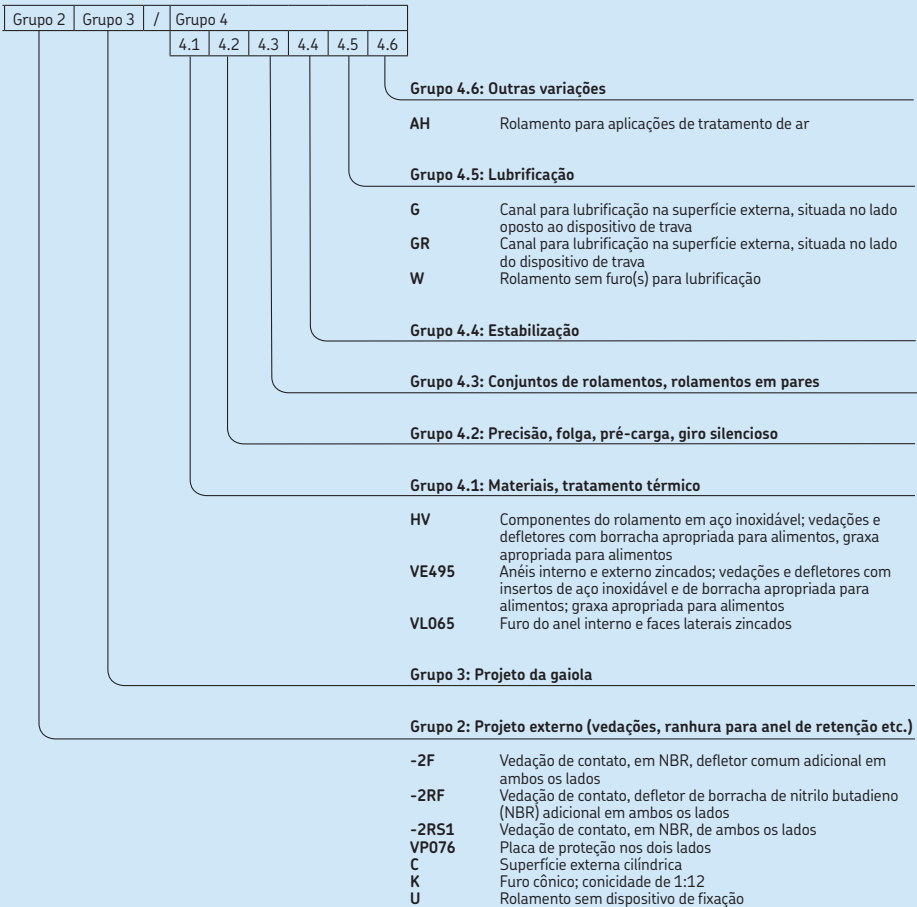 Grupo 2 Grupo 3 / Grupo 4
4.1 4.2 4.3 4.4 4.5 4.6
Grupo 4.6: Outras variações
AH Rolamento para aplicações de tratamento de ar
Grupo 4.5: Lubrificação
G Canal para lubrificação na superfície externa, situada no lado
oposto ao dispositivo de trava
GR Canal para lubrificação na superfície externa, situada no lado
do dispositivo de trava
W Rolamento sem furo(s) para lubrificação
Grupo 4.4: Estabilização
Grupo 4.3: Conjuntos de rolamentos, rolamentos em pares
Grupo 4.2: Precisão, folga, pré-carga, giro silencioso
Grupo 4.1: Materiais, tratamento térmico
HV Componentes do rolamento em aço inoxidável; vedações e
defletores com borracha apropriada para alimentos, graxa
apropriada para alimentos
VE495 Anéis interno e externo zincados; vedações e defletores com
insertos de aço inoxidável e de borracha apropriada para
alimentos; graxa apropriada para alimentos
VL065 Furo do anel interno e faces laterais zincados
Grupo 3: Projeto da gaiola
Grupo 2: Projeto externo (vedações, ranhura para anel de retenção etc.)
-2F Vedação de contato, em NBR, defletor comum adicional em
ambos os lados
-2RF Vedação de contato, defletor de borracha de nitrilo butadieno
(NBR) adicional em ambos os lados
-2RS1 Vedação de contato, em NBR, de ambos os lados
VP076 Placa de proteção nos dois lados
C Superfície externa cilíndrica
K Furo cônico; conicidade de 1:12
U Rolamento sem dispositivo de fixação